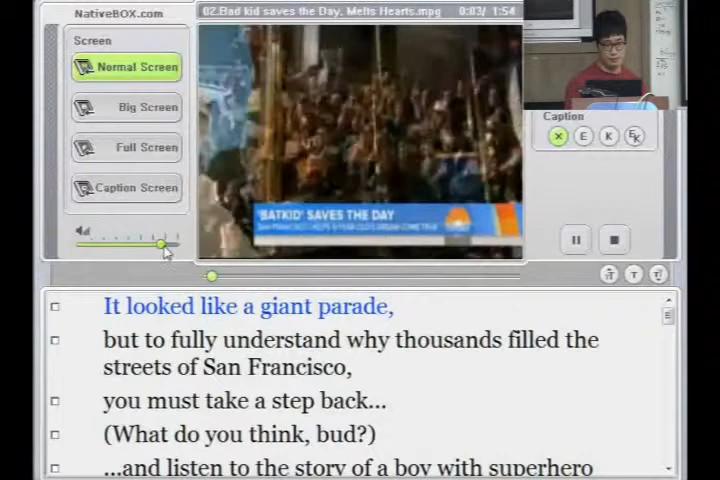 NativeBOX.com
02.Bad kid saves the Day, Melts Hearts.mpg
0:03/ 1:54
Screen
Normal Screen
Big Screen
Full Screen
Caption Screen
Caption
X E K EK
'BATKID' SAVES THE DAY
T T T
It looked like a giant parade,
but to fully understand why thousands filled the
streets of San Francisco,
you must take a step back...
(What do you think, bud?)
...and listen to the story of a boy with superhero